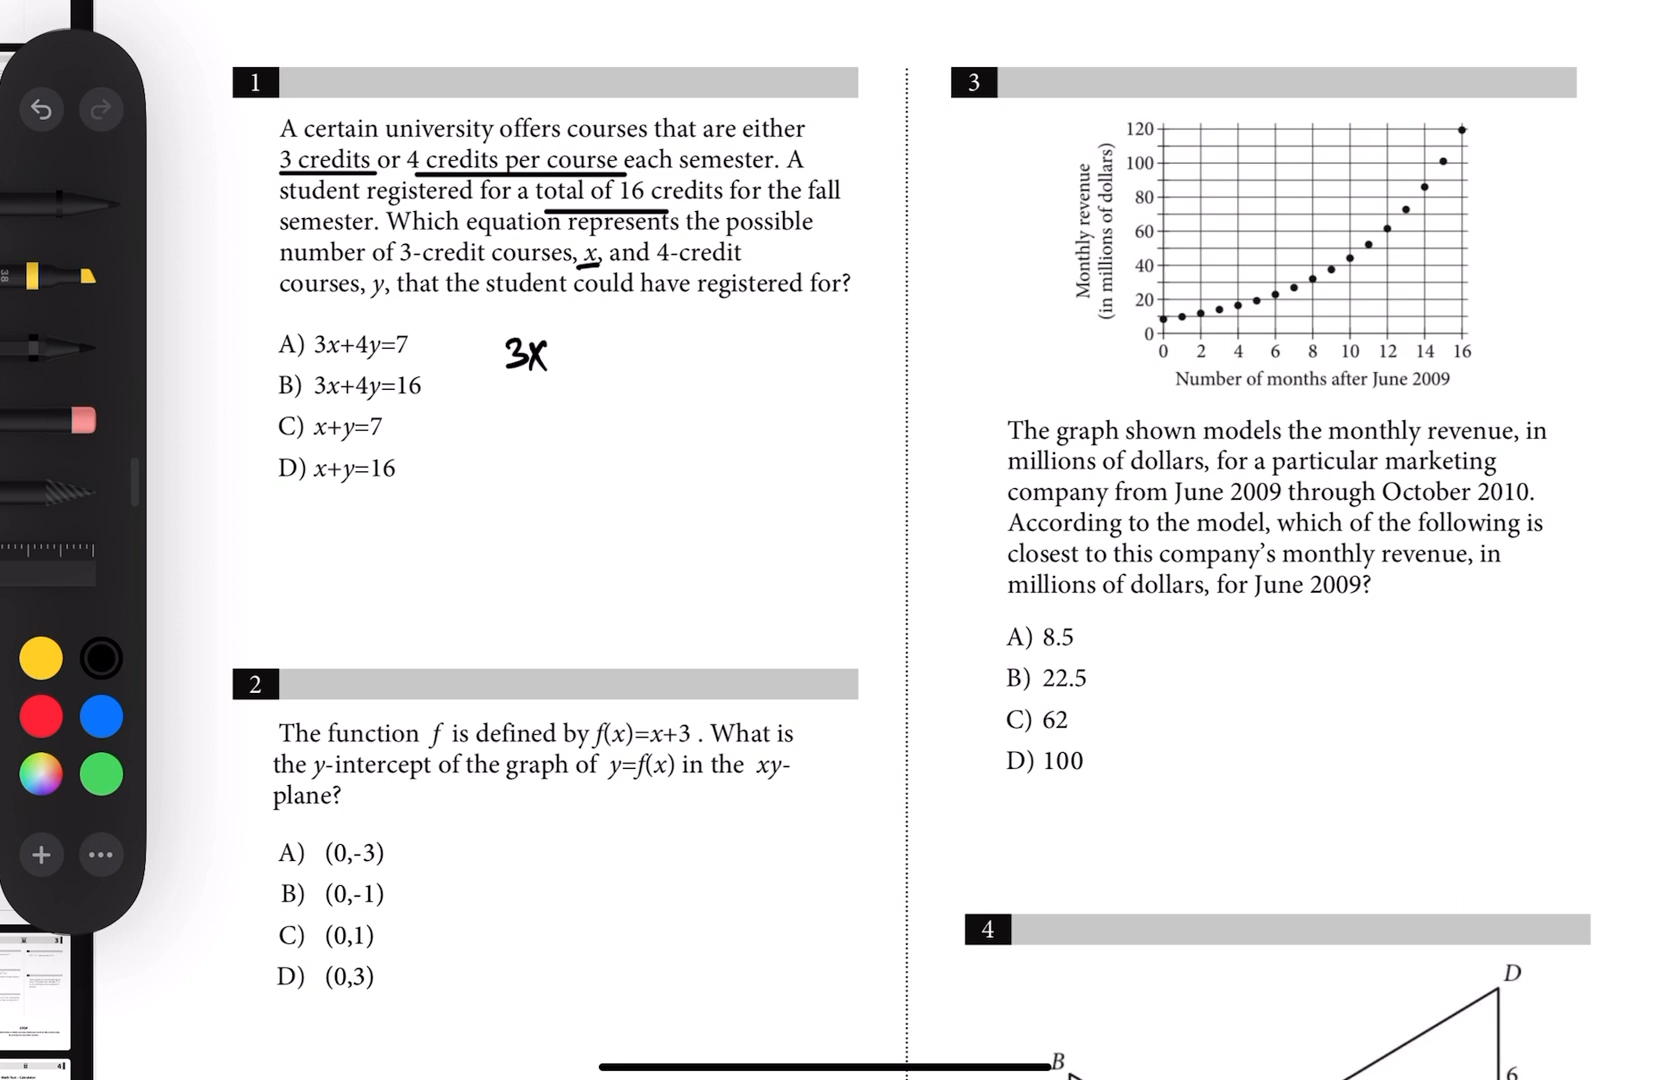 1
A certain university offers courses that are either
3 credits or 4 credits per course each semester. A
student registered for a total of 16 credits for the fall
semester. Which equation represents the possible
number of 3-credit courses, x, and 4-credit
courses, y, that the student could have registered for?
A) 3x+4y=7
B) 3x+4y=16
C) x+y=7
D) x+y=16
3x
2
The function f is defined by f(x)=x+3 . What is
the y-intercept of the graph of y=f(x) in the xy-
plane?
A) (0,-3)
B) (0,-1)
C) (0,1)
D) (0,3)
3
Monthly revenue
(in millions of dollars)
120
100
80
60
40
20
0
0 2 4 6 8 10 12 14 16
Number of months after June 2009
The graph shown models the monthly revenue, in
millions of dollars, for a particular marketing
company from June 2009 through October 2010.
According to the model, which of the following is
closest to this company's monthly revenue, in
millions of dollars, for June 2009?
A) 8.5
B) 22.5
C) 62
D) 100
4
D
B
6
38